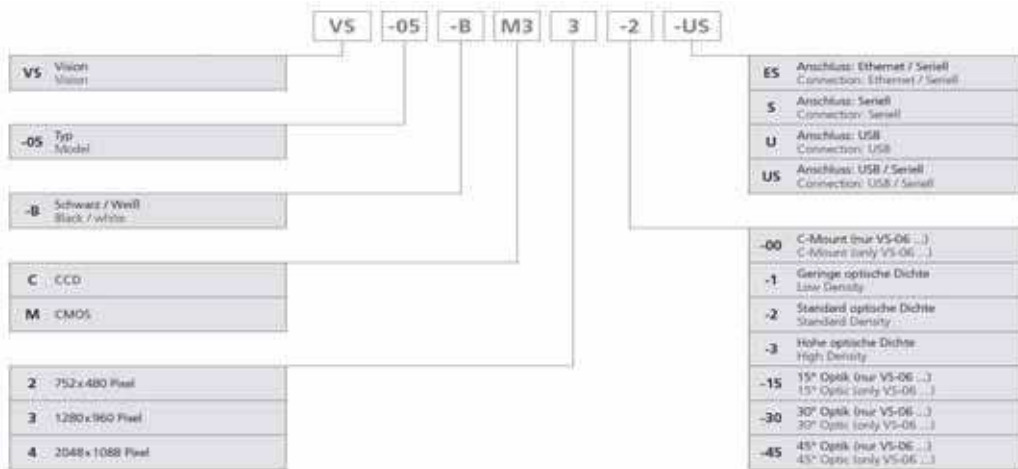 VS -05 -B M3 3 -2 -US
VS Vision
Vision
-05 Typ
Model
-B Schwarz / Weiß
Black / white
C CCD
M CMOS
2 752x480 Pixel
3 1280x960 Pixel
4 2048x1088 Pixel
ES Anschluss: Ethernet / Seriell
Connection: Ethernet / Seriell
S Anschluss: Seriell
Connection: Seriell
U Anschluss: USB
Connection: USB
US Anschluss: USB / Seriell
Connection: USB / Seriell
-00 C-Mount (nur VS-06 ...)
C-Mount (only VS-06 ...)
-1 Geringe optische Dichte
Low Density
-2 Standard optische Dichte
Standard Density
-3 Hohe optische Dichte
High Density
-15 15° Optik (nur VS-06 ...)
15° Optic (only VS-06 ...)
-30 30° Optik (nur VS-06 ...)
30° Optic (only VS-06 ...)
-45 45° Optik (nur VS-06 ...)
45° Optic (only VS-06 ...)